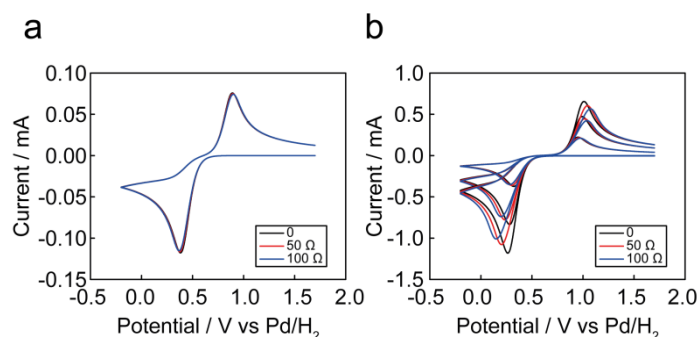 a
0.10
0.05
0.00
-0.05
-0.10
-0.15
-0.5
0.0
0.5
1.0
1.5
2.0
Current / mA
Potential / V vs Pd/H₂
0
50 Ω
100 Ω
b
1.0
0.5
0.0
-0.5
-1.0
-1.5
-0.5
0.0
0.5
1.0
1.5
2.0
Current / mA
Potential / V vs Pd/H₂
0
50 Ω
100 Ω